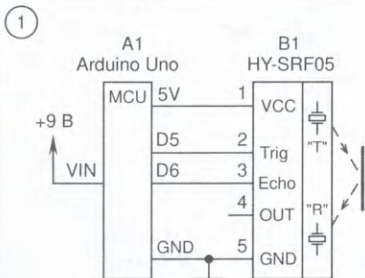 1
A1
Arduino Uno
B1
HY-SRF05
MCU 5V 1 VCC
+9 В
D5 2 Trig "T"
VIN D6 3 Echo
4 OUT "R"
GND 5 GND